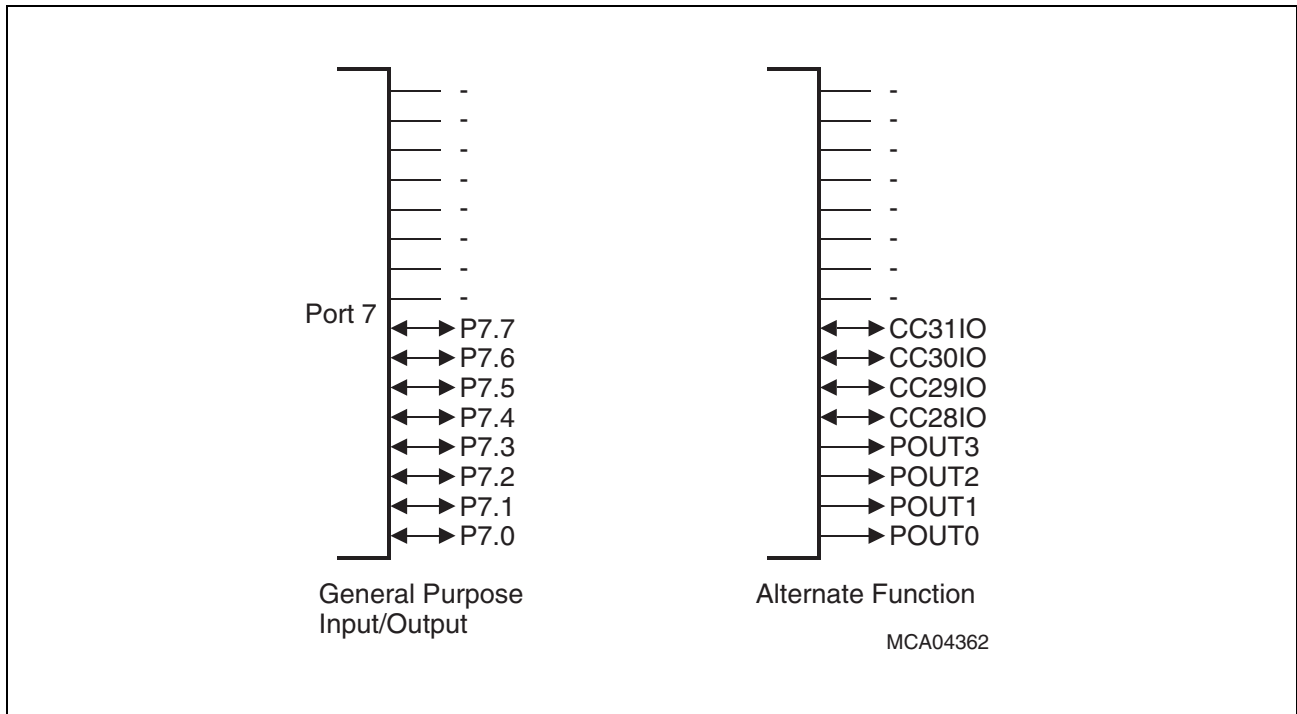 -
-
-
-
-
-
-
-
Port 7
P7.7
P7.6
P7.5
P7.4
P7.3
P7.2
P7.1
P7.0
General Purpose
Input/Output
-
-
-
-
-
-
-
-
CC31IO
CC30IO
CC29IO
CC28IO
POUT3
POUT2
POUT1
POUT0
Alternate Function
MCA04362